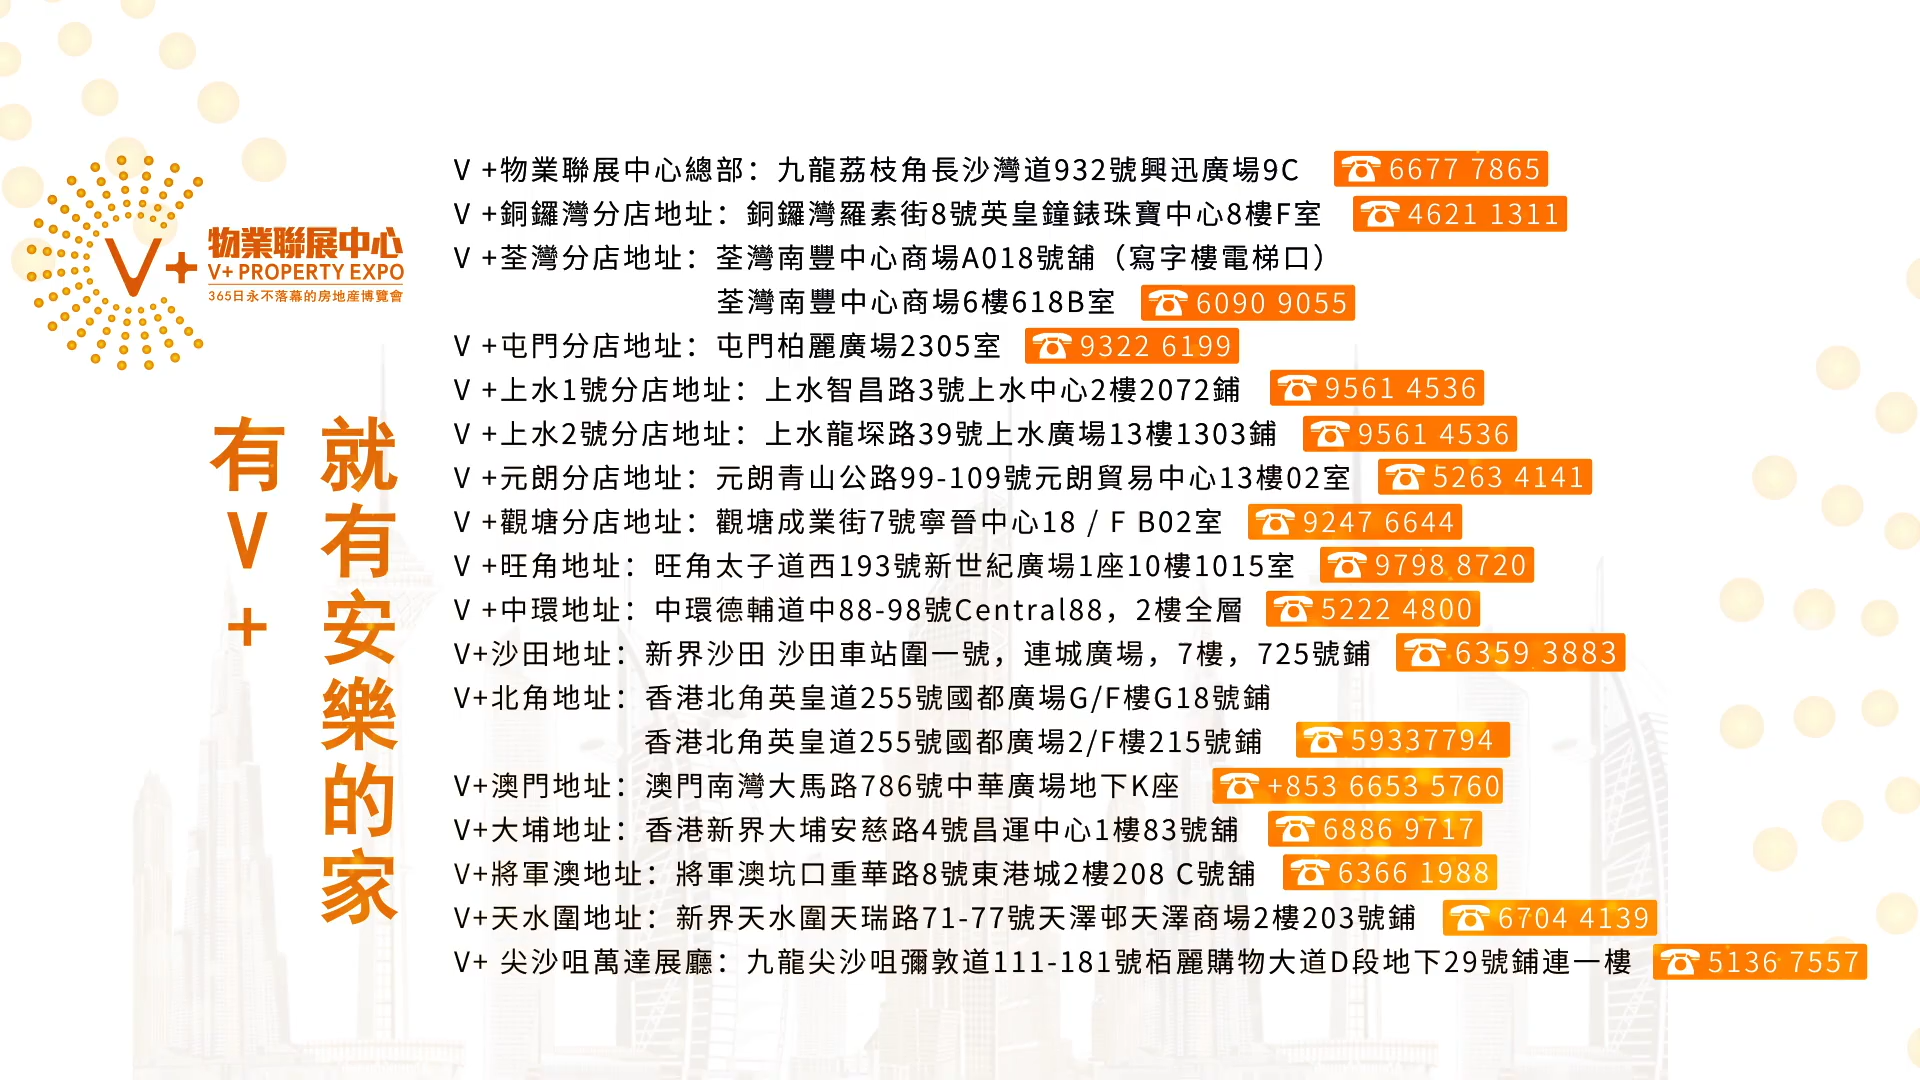 物業聯展中心
V+ PROPERTY EXPO
365日永不落幕的房地産博覽會
有V+
就有安樂的家
V +物業聯展中心總部：九龍荔枝角長沙灣道932號興迅廣場9C ☎ 6677 7865
V +銅鑼灣分店地址：銅鑼灣羅素街8號英皇鐘錶珠寶中心8樓F室 ☎ 4621 1311
V +荃灣分店地址：荃灣南豐中心商場A018號舖（寫字樓電梯口）
荃灣南豐中心商場6樓618B室 ☎ 6090 9055
V +屯門分店地址：屯門柏麗廣場2305室 ☎ 9322 6199
V +上水1號分店地址：上水智昌路3號上水中心2樓2072鋪 ☎ 9561 4536
V +上水2號分店地址：上水龍堔路39號上水廣場13樓1303鋪 ☎ 9561 4536
V +元朗分店地址：元朗青山公路99-109號元朗貿易中心13樓02室 ☎ 5263 4141
V +觀塘分店地址：觀塘成業街7號寧晉中心18 / F B02室 ☎ 9247 6644
V +旺角地址：旺角太子道西193號新世紀廣場1座10樓1015室 ☎ 9798 8720
V +中環地址：中環德輔道中88-98號Central88，2樓全層 ☎ 5222 4800
V+沙田地址：新界沙田 沙田車站圍一號，連城廣場，7樓，725號鋪 ☎ 6359 3883
V+北角地址：香港北角英皇道255號國都廣場G/F樓G18號鋪
香港北角英皇道255號國都廣場2/F樓215號鋪 ☎ 59337794
V+澳門地址：澳門南灣大馬路786號中華廣場地下K座 ☎ +853 6653 5760
V+大埔地址：香港新界大埔安慈路4號昌運中心1樓83號舖 ☎ 6886 9717
V+將軍澳地址：將軍澳坑口重華路8號東港城2樓208 C號舖 ☎ 6366 1988
V+天水圍地址：新界天水圍天瑞路71-77號天澤邨天澤商場2樓203號鋪 ☎ 6704 4139
V+ 尖沙咀萬達展廳：九龍尖沙咀彌敦道111-181號栢麗購物大道D段地下29號鋪連一樓 ☎ 5136 7557